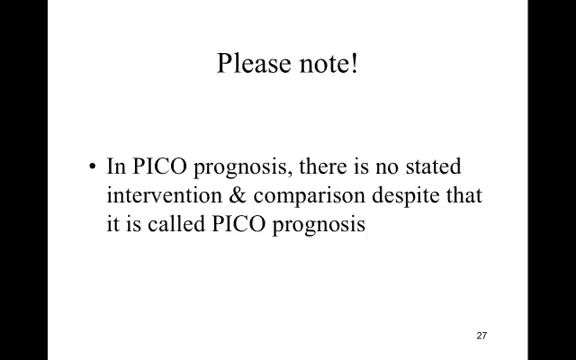 Please note!
• In PICO prognosis, there is no stated
intervention & comparison despite that
it is called PICO prognosis
27